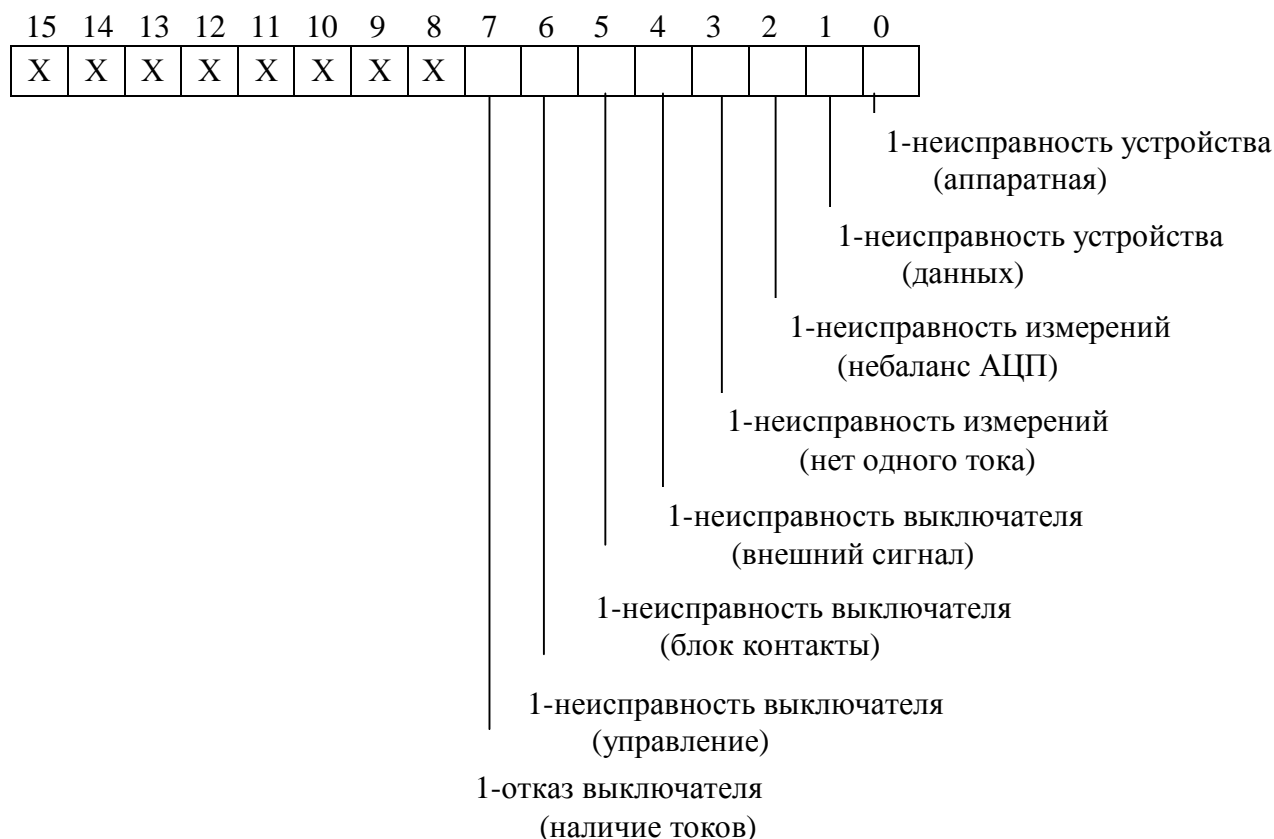 15 14 13 12 11 10 9 8 7 6 5 4 3 2 1 0
X X X X X X X X
1-неисправность устройства
(аппаратная)
1-неисправность устройства
(данных)
1-неисправность измерений
(небаланс АЦП)
1-неисправность измерений
(нет одного тока)
1-неисправность выключателя
(внешний сигнал)
1-неисправность выключателя
(блок контакты)
1-неисправность выключателя
(управление)
1-отказ выключателя
(наличие токов)